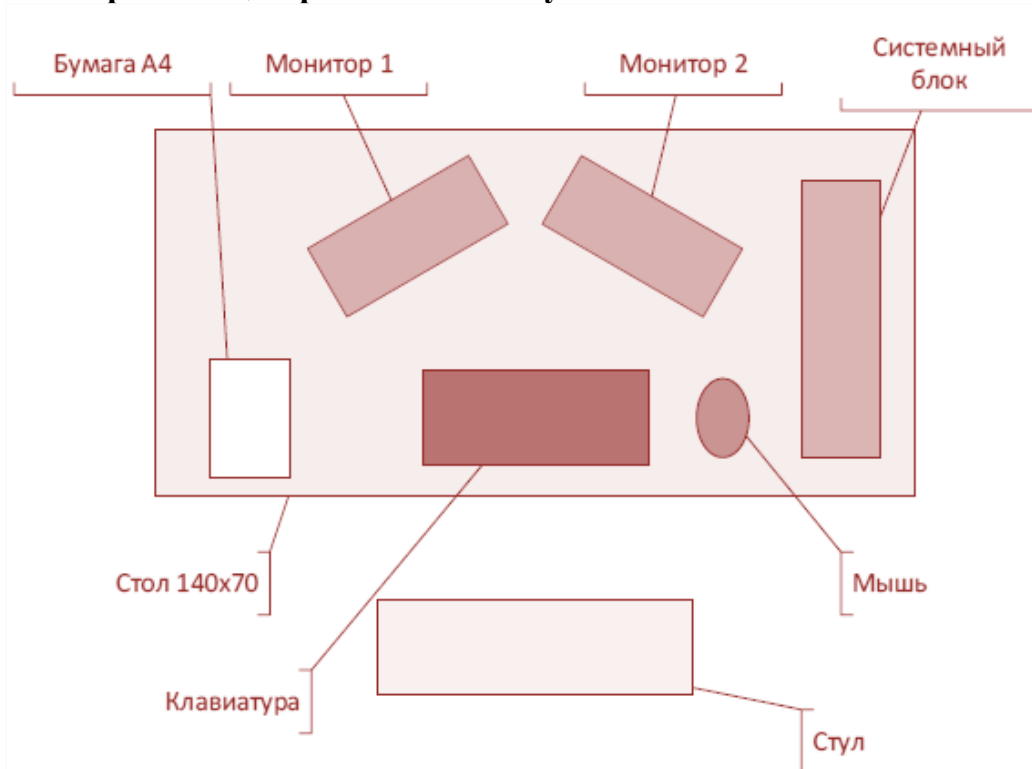 Бумага А4
Монитор 1
Монитор 2
Системный
блок
Стол 140х70
Мышь
Клавиатура
Стул